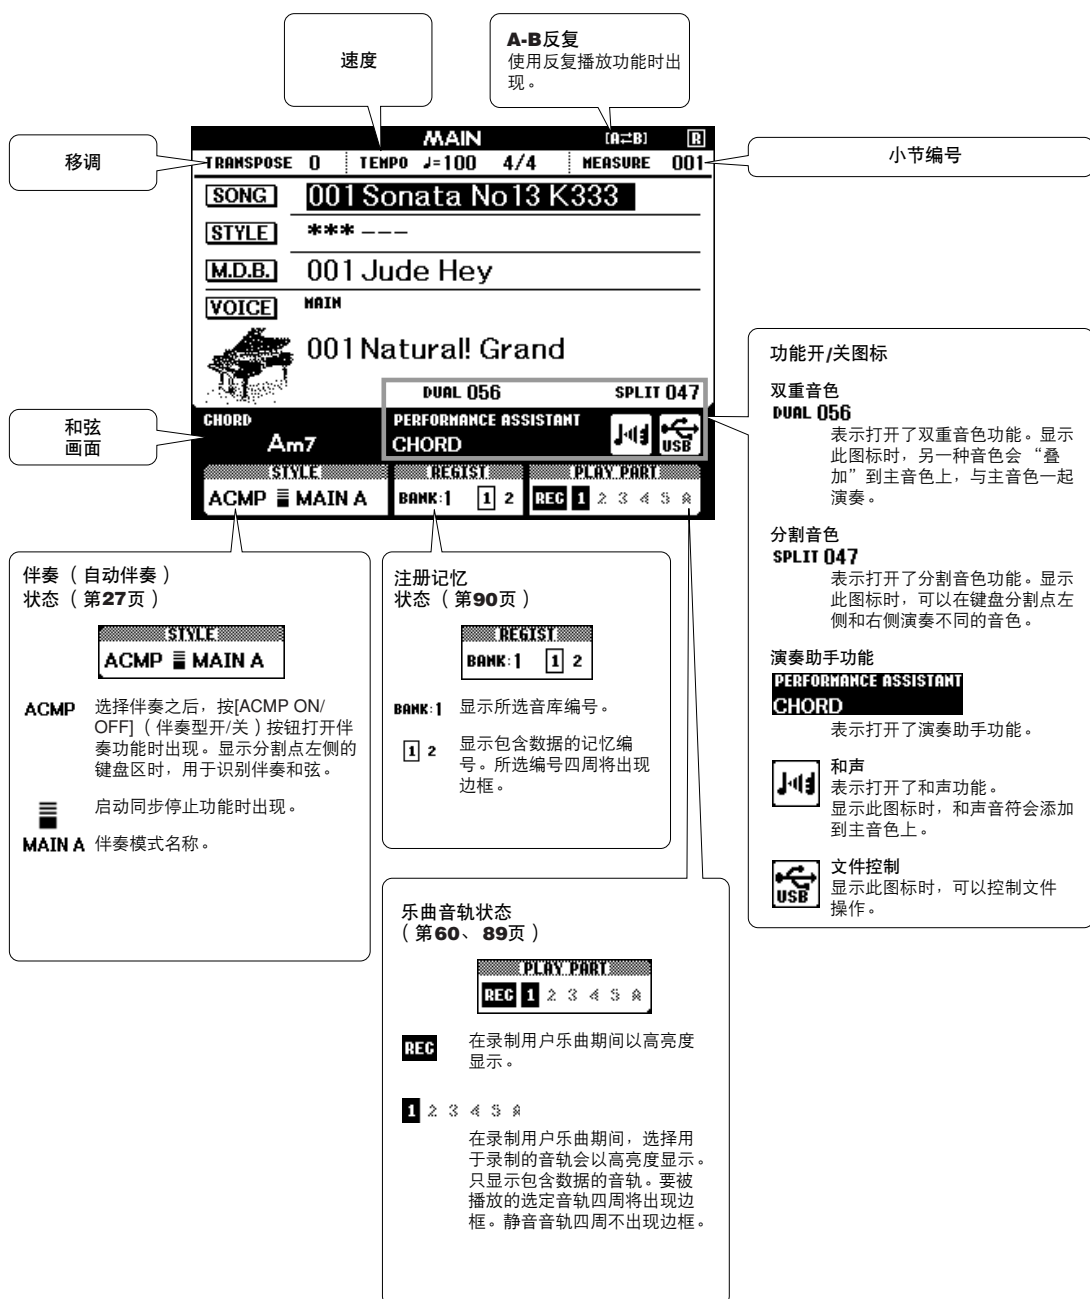 速度
A-B反复
使用反复播放功能时出
现。
移调
小节编号
MAIN [A⇄B] R
TRANSPOSE 0 TEMPO ♩=100 4/4 MEASURE 001
SONG 001 Sonata No13 K333
STYLE *** ---
M.D.B. 001 Jude Hey
VOICE MAIN
001 Natural! Grand
DUAL 056 SPLIT 047
和弦
画面
CHORD
Am7
PERFORMANCE ASSISTANT
CHORD
USB
STYLE REGIST PLAY PART
ACMP MAIN A BANK:1 1 2 REC 1 2 3 4 5 A
功能开/关图标
双重音色
DUAL 056
表示打开了双重音色功能。显示
此图标时，另一种音色会“叠
加”到主音色上，与主音色一起
演奏。
分割音色
SPLIT 047
表示打开了分割音色功能。显示
此图标时，可以在键盘分割点左
侧和右侧演奏不同的音色。
演奏助手功能
PERFORMANCE ASSISTANT
CHORD
表示打开了演奏助手功能。
和声
表示打开了和声功能。
显示此图标时，和声音符会添加
到主音色上。
文件控制
USB
显示此图标时，可以控制文件
操作。
伴奏（自动伴奏）
状态（第27页）
STYLE
ACMP MAIN A
ACMP 选择伴奏之后，按[ACMP ON/
OFF]（伴奏型开/关）按钮打开伴
奏功能时出现。显示分割点左侧的
键盘区时，用于识别伴奏和弦。
启动同步停止功能时出现。
MAIN A 伴奏模式名称。
注册记忆
状态（第90页）
REGIST
BANK:1 1 2
BANK:1 显示所选音库编号。
1 2 显示包含数据的记忆编
号。所选编号四周将出现
边框。
乐曲音轨状态
（第60、89页）
PLAY PART
REC 1 2 3 4 5 A
REC 在录制用户乐曲期间以高亮度
显示。
1 2 3 4 5 A
在录制用户乐曲期间，选择用
于录制的音轨会以高亮度显示。
只显示包含数据的音轨。要被
播放的选定音轨四周将出现边
框。静音音轨四周不出现边框。